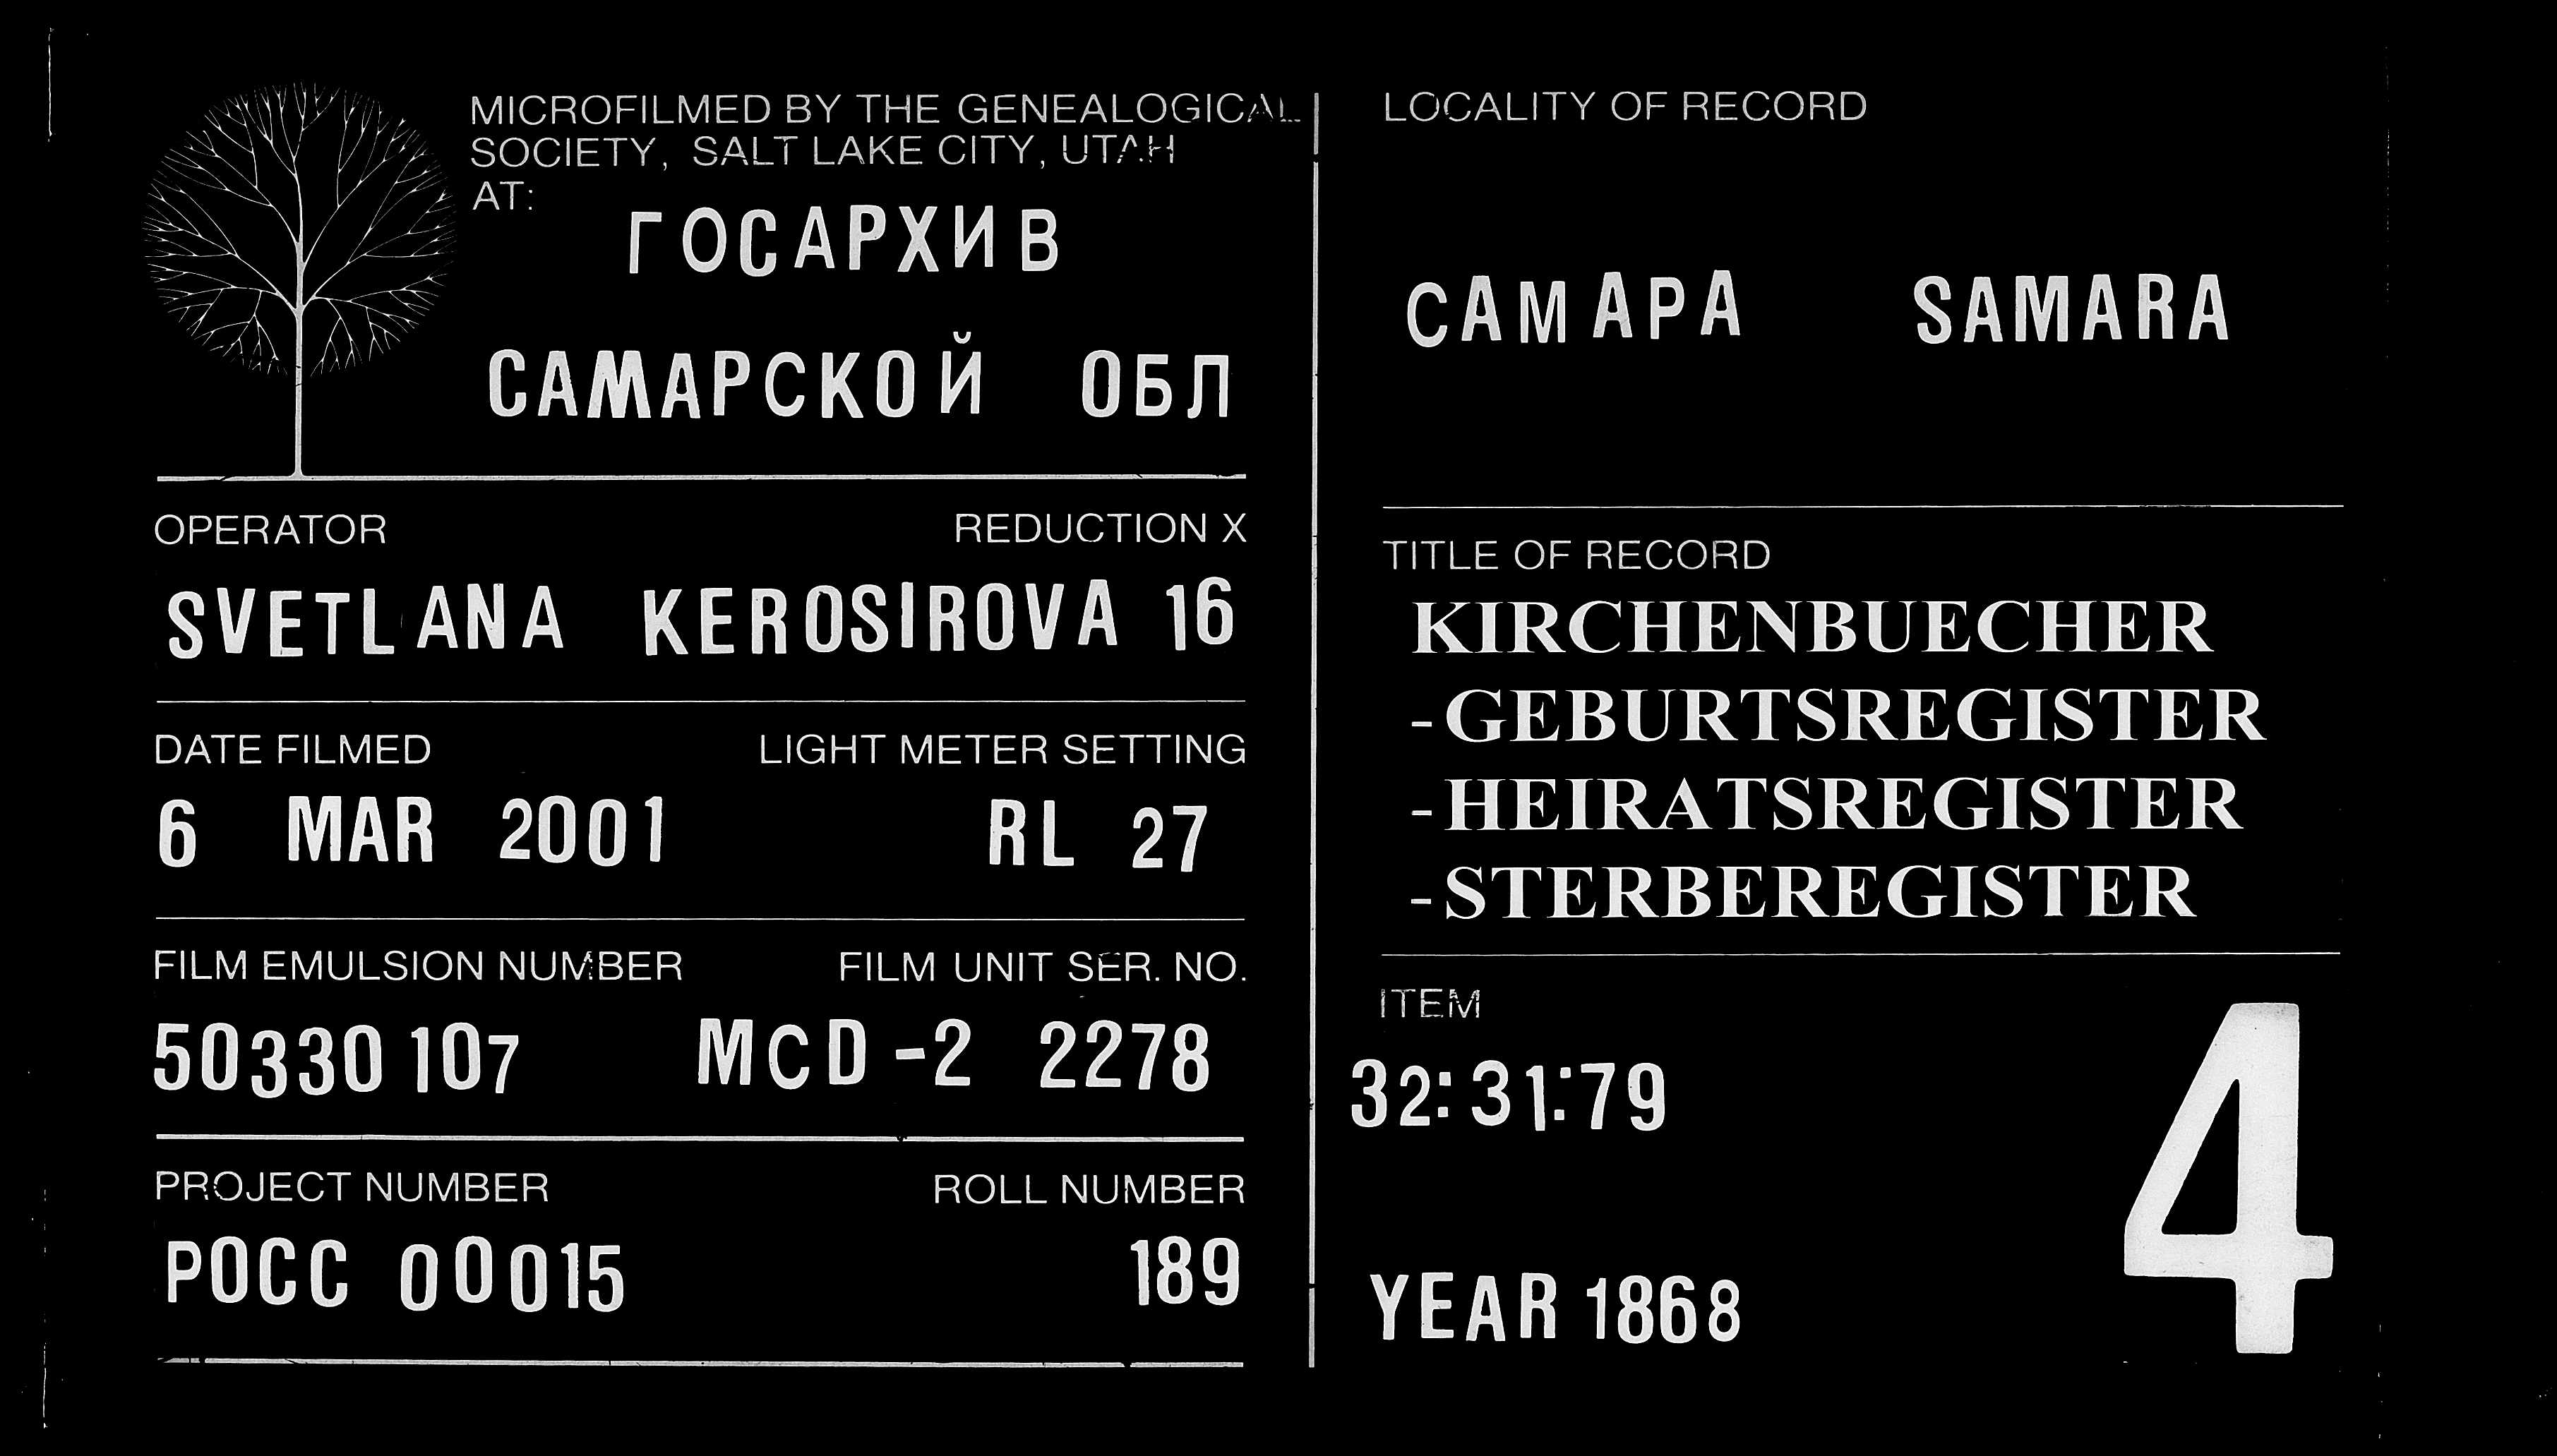 MICROFILMED BY THE GENEALOGICAL
SOCIETY, SALT LAKE CITY, UTAH
AT:
ГОСАРХИВ
САМАРСКОЙ ОБЛ
OPERATOR REDUCTION X
SVETLANA KEROSIROVA 16
DATE FILMED LIGHT METER SETTING
6 MAR 2001 RL 27
FILM EMULSION NUMBER FILM UNIT SER. NO.
50330107 MCD-2 2278
PROJECT NUMBER ROLL NUMBER
РОСС 00015 189
LOCALITY OF RECORD
САМАРА SAMARA
TITLE OF RECORD
KIRCHENBUECHER
-GEBURTSREGISTER
-HEIRATSREGISTER
-STERBEREGISTER
ITEM
32:31:79
4
YEAR 1868